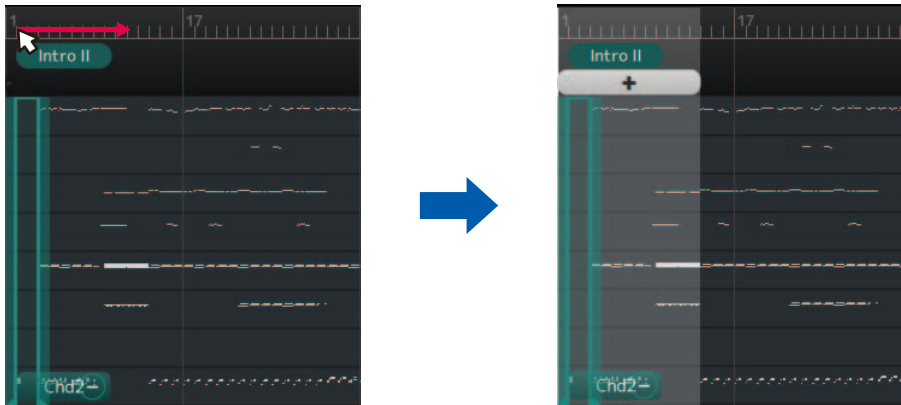 1 17
Intro II
Chd2
1 17
Intro II
+
Chd2